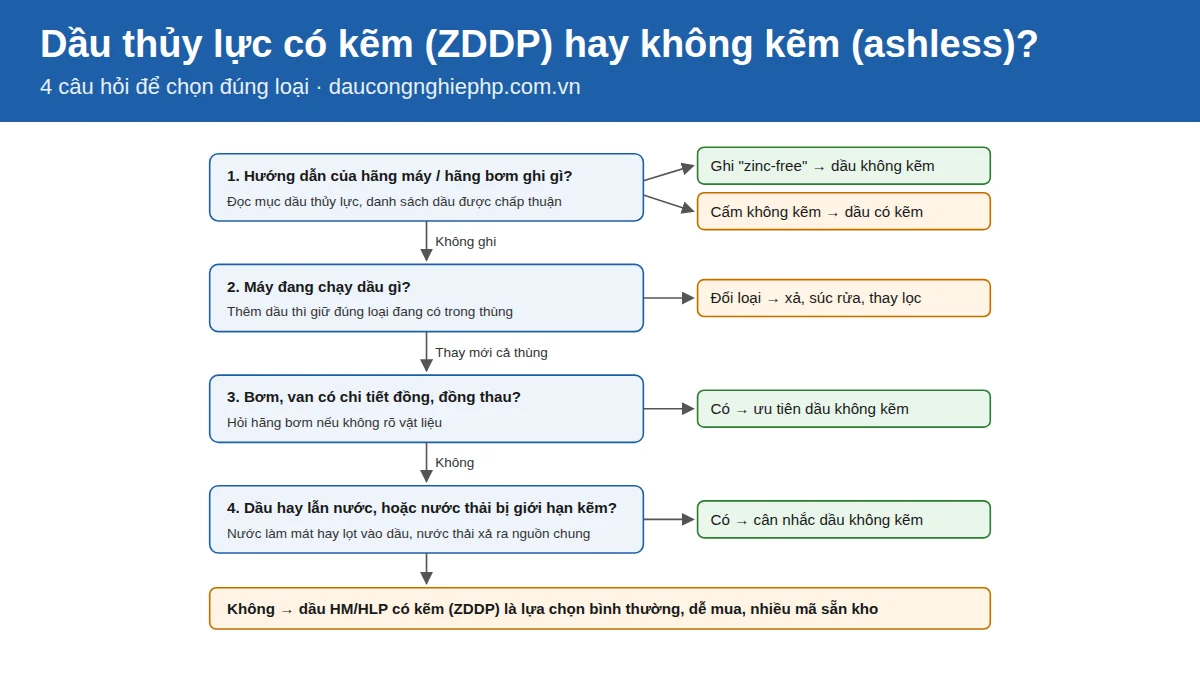 Dầu thủy lực có kẽm (ZDDP) hay không kẽm (ashless)?
4 câu hỏi để chọn đúng loại · daucongnghiephp.com.vn
1. Hướng dẫn của hãng máy / hãng bơm ghi gì?
Đọc mục dầu thủy lực, danh sách dầu được chấp thuận
Ghi "zinc-free" → dầu không kẽm
Cấm không kẽm → dầu có kẽm
Không ghi
2. Máy đang chạy dầu gì?
Thêm dầu thì giữ đúng loại đang có trong thùng
Đổi loại → xả, súc rửa, thay lọc
Thay mới cả thùng
3. Bơm, van có chi tiết đồng, đồng thau?
Hỏi hãng bơm nếu không rõ vật liệu
Có → ưu tiên dầu không kẽm
Không
4. Dầu hay lẫn nước, hoặc nước thải bị giới hạn kẽm?
Nước làm mát hay lọt vào dầu, nước thải xả ra nguồn chung
Có → cân nhắc dầu không kẽm
Không → dầu HM/HLP có kẽm (ZDDP) là lựa chọn bình thường, dễ mua, nhiều mã sẵn kho